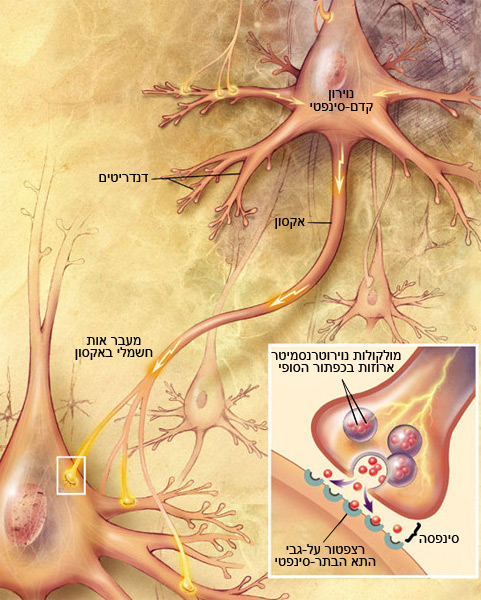 נוירון
קדם-סינפטי
דנדריטים
אקסון
מעבר אות
חשמלי באקסון
מולקולות נוירוטרנסמיטר
ארוזות בכפתור הסופי
סינפסה
רצפטור על-גבי
התא הבתר-סינפטי